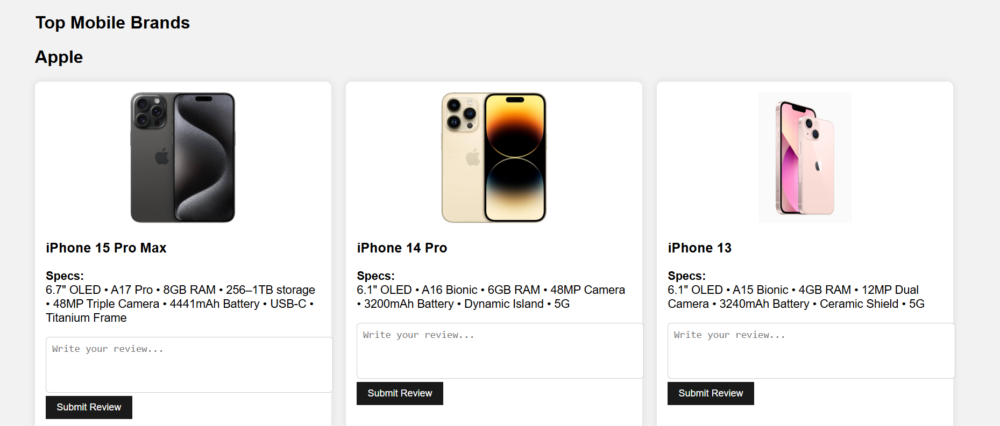 Top Mobile Brands
Apple
iPhone 15 Pro Max
Specs:
6.7" OLED • A17 Pro • 8GB RAM • 256–1TB storage
• 48MP Triple Camera • 4441mAh Battery • USB-C •
Titanium Frame
Write your review...
Submit Review
iPhone 14 Pro
Specs:
6.1" OLED • A16 Bionic • 6GB RAM • 48MP Camera
• 3200mAh Battery • Dynamic Island • 5G
Write your review...
Submit Review
iPhone 13
Specs:
6.1" OLED • A15 Bionic • 4GB RAM • 12MP Dual
Camera • 3240mAh Battery • Ceramic Shield • 5G
Write your review...
Submit Review